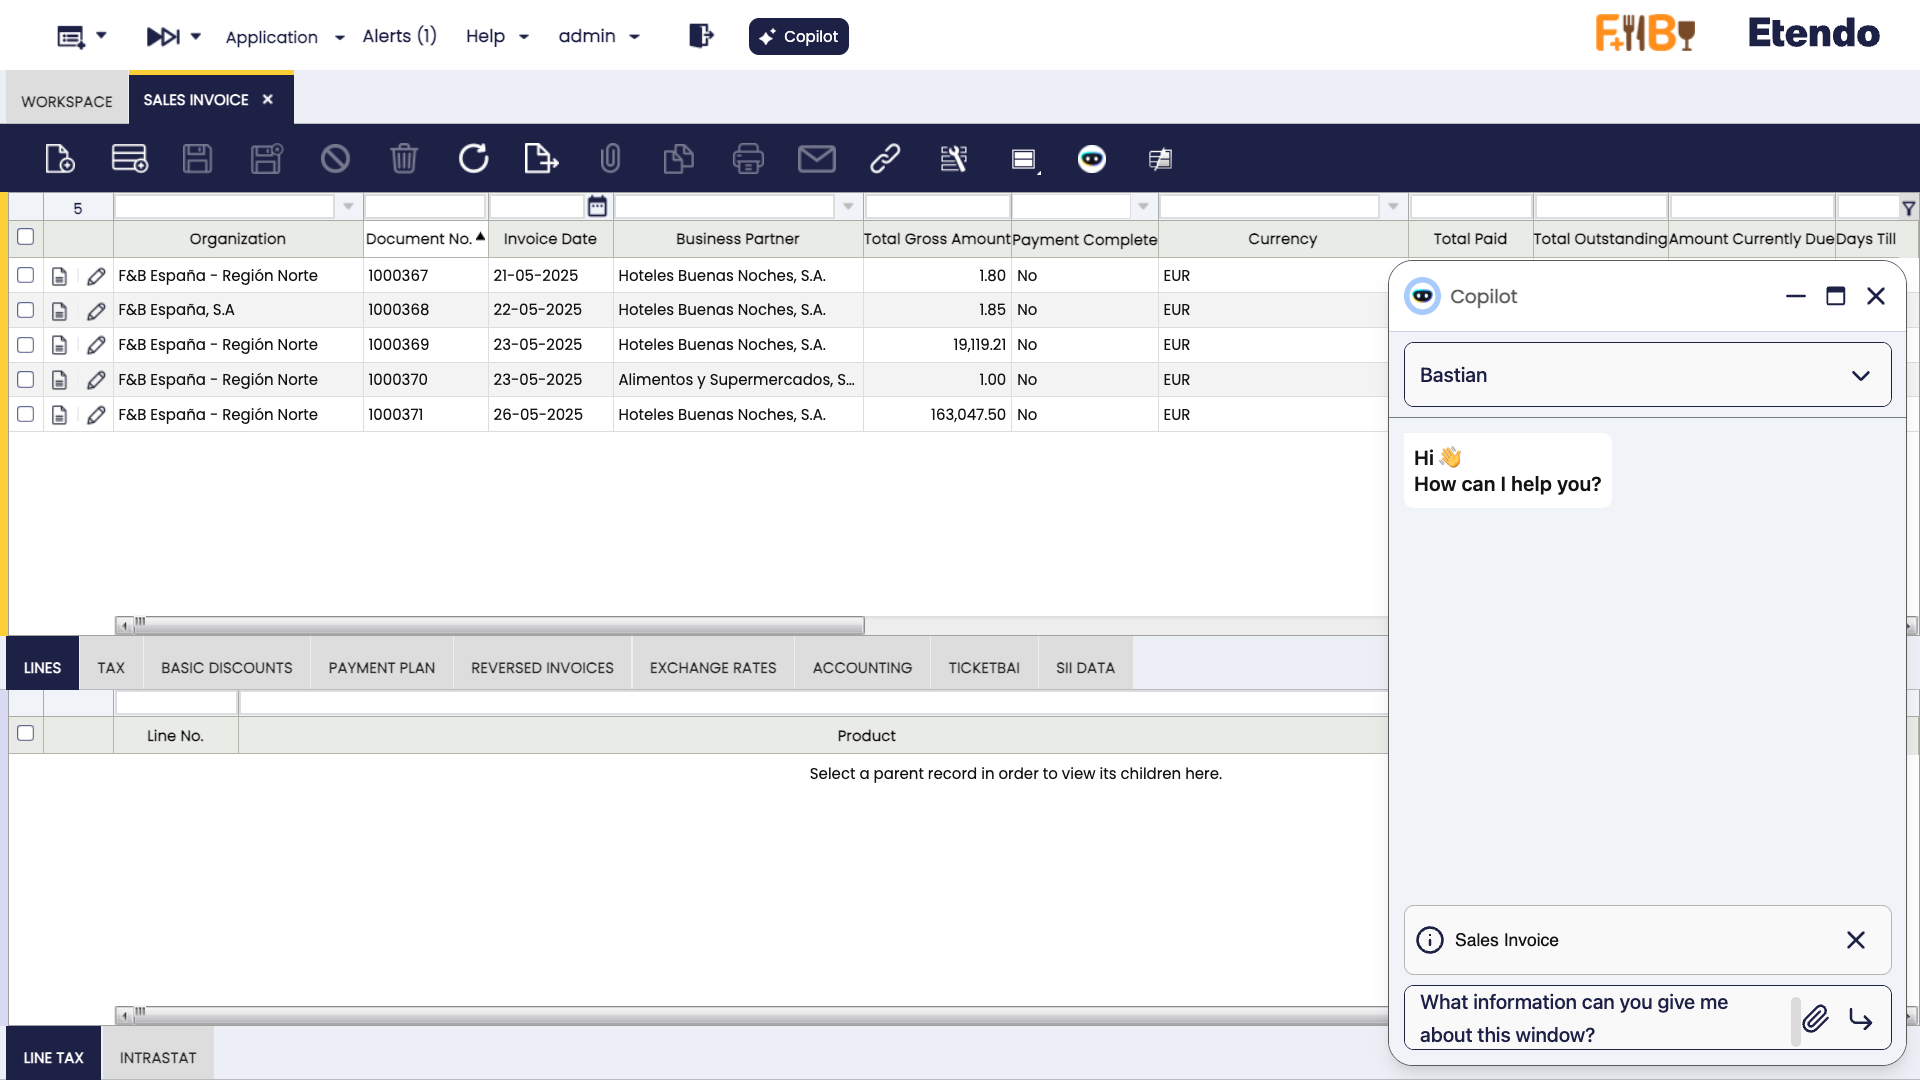 Application
Alerts (1)
Help
admin
Copilot
F+B
Etendo
WORKSPACE
SALES INVOICE
5
Organization Document No. Invoice Date Business Partner Total Gross Amount Payment Complete Currency Total Paid Total Outstanding Amount Currently Due Days Till
F&B España - Región Norte 1000367 21-05-2025 Hoteles Buenas Noches, S.A. 1.80 No EUR
F&B España, S.A 1000368 22-05-2025 Hoteles Buenas Noches, S.A. 1.85 No EUR
F&B España - Región Norte 1000369 23-05-2025 Hoteles Buenas Noches, S.A. 19,119.21 No EUR
F&B España - Región Norte 1000370 23-05-2025 Alimentos y Supermercados, S... 1.00 No EUR
F&B España - Región Norte 1000371 26-05-2025 Hoteles Buenas Noches, S.A. 163,047.50 No EUR
LINES TAX BASIC DISCOUNTS PAYMENT PLAN REVERSED INVOICES EXCHANGE RATES ACCOUNTING TICKETBAI SII DATA
Line No. Product
Select a parent record in order to view its children here.
LINE TAX INTRASTAT
Copilot
Bastian
Hi 👋
How can I help you?
Sales Invoice
What information can you give me
about this window?